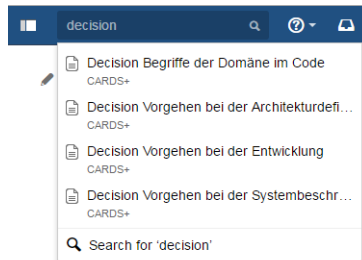 decision
Decision Begriffe der Domäne im Code
CARDS+
Decision Vorgehen bei der Architekturdefi...
CARDS+
Decision Vorgehen bei der Entwicklung
CARDS+
Decision Vorgehen bei der Systembeschr...
CARDS+
Search for ‘decision’